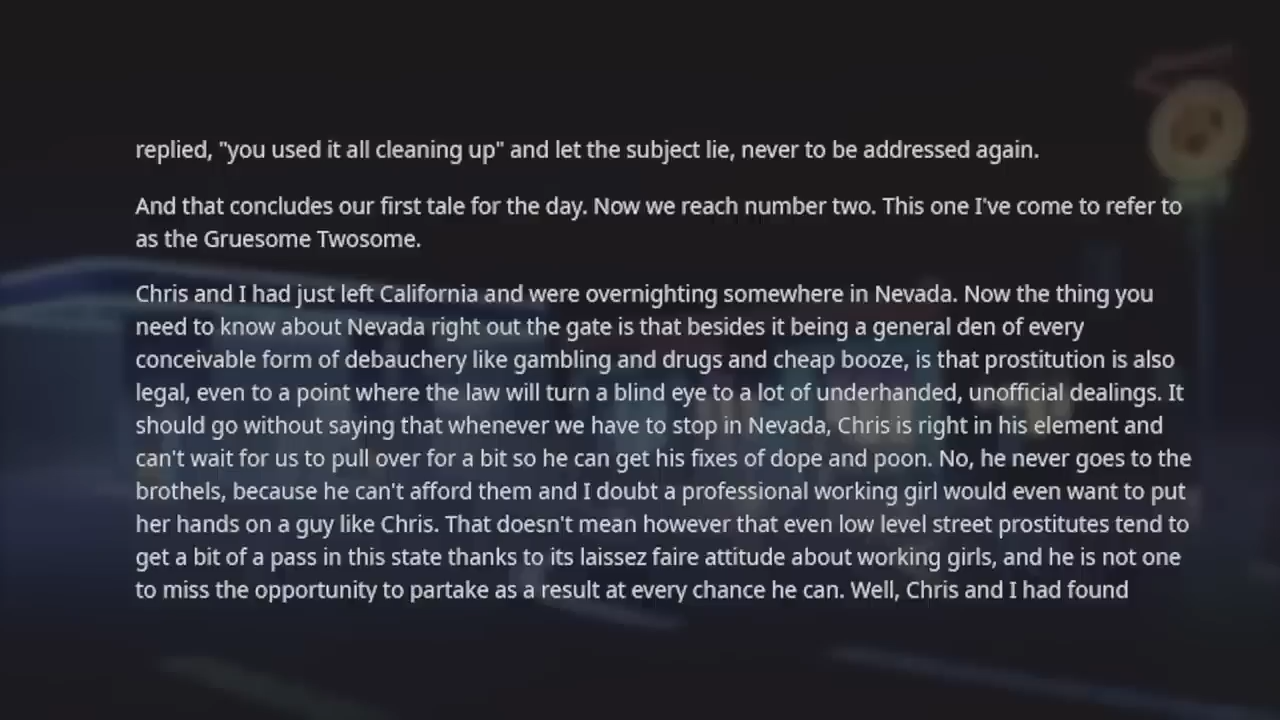 replied, "you used it all cleaning up" and let the subject lie, never to be addressed again.
And that concludes our first tale for the day. Now we reach number two. This one I've come to refer to
as the Gruesome Twosome.
Chris and I had just left California and were overnighting somewhere in Nevada. Now the thing you
need to know about Nevada right out the gate is that besides it being a general den of every
conceivable form of debauchery like gambling and drugs and cheap booze, is that prostitution is also
legal, even to a point where the law will turn a blind eye to a lot of underhanded, unofficial dealings. It
should go without saying that whenever we have to stop in Nevada, Chris is right in his element and
can't wait for us to pull over for a bit so he can get his fixes of dope and poon. No, he never goes to the
brothels, because he can't afford them and I doubt a professional working girl would even want to put
her hands on a guy like Chris. That doesn't mean however that even low level street prostitutes tend to
get a bit of a pass in this state thanks to its laissez faire attitude about working girls, and he is not one
to miss the opportunity to partake as a result at every chance he can. Well, Chris and I had found